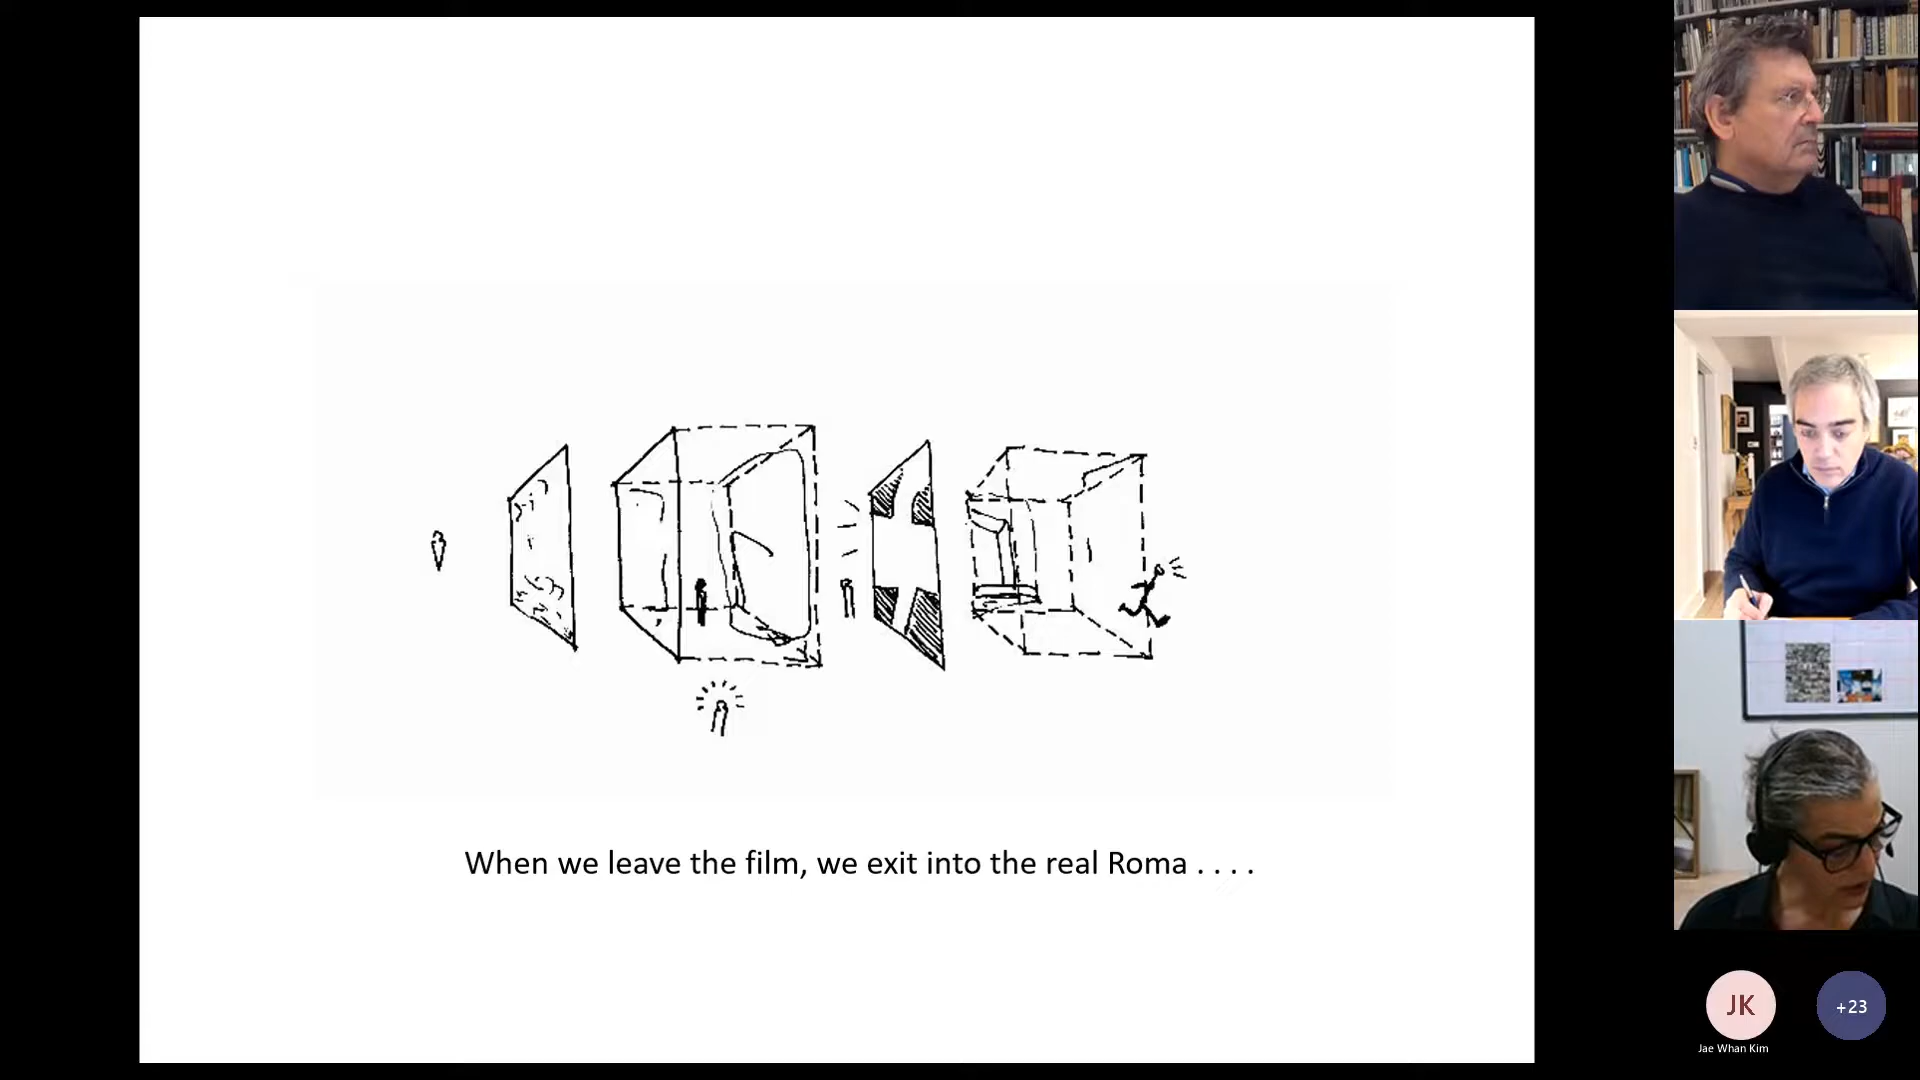 When we leave the film, we exit into the real Roma . . . .
JK
+23
Jae Whan Kim